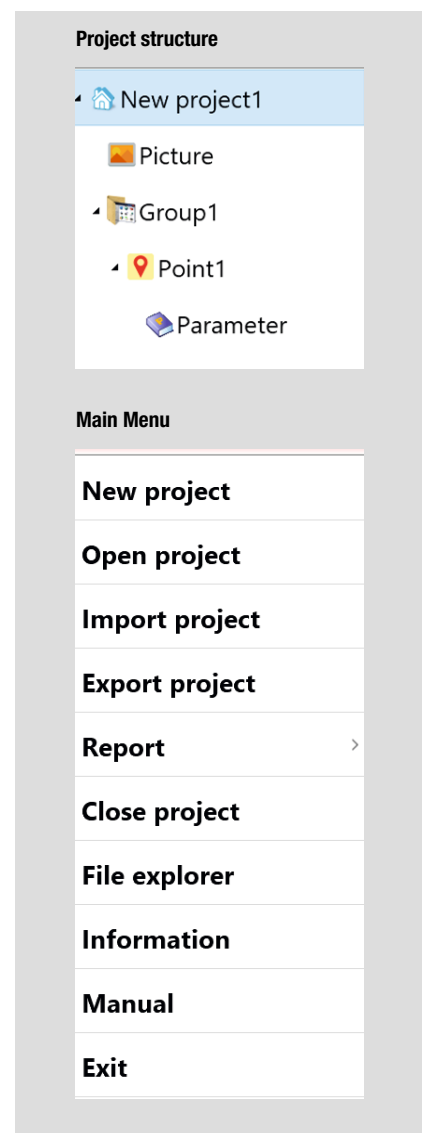 Project structure
New project1
Picture
Group1
Point1
Parameter
Main Menu
New project
Open project
Import project
Export project
Report
Close project
File explorer
Information
Manual
Exit